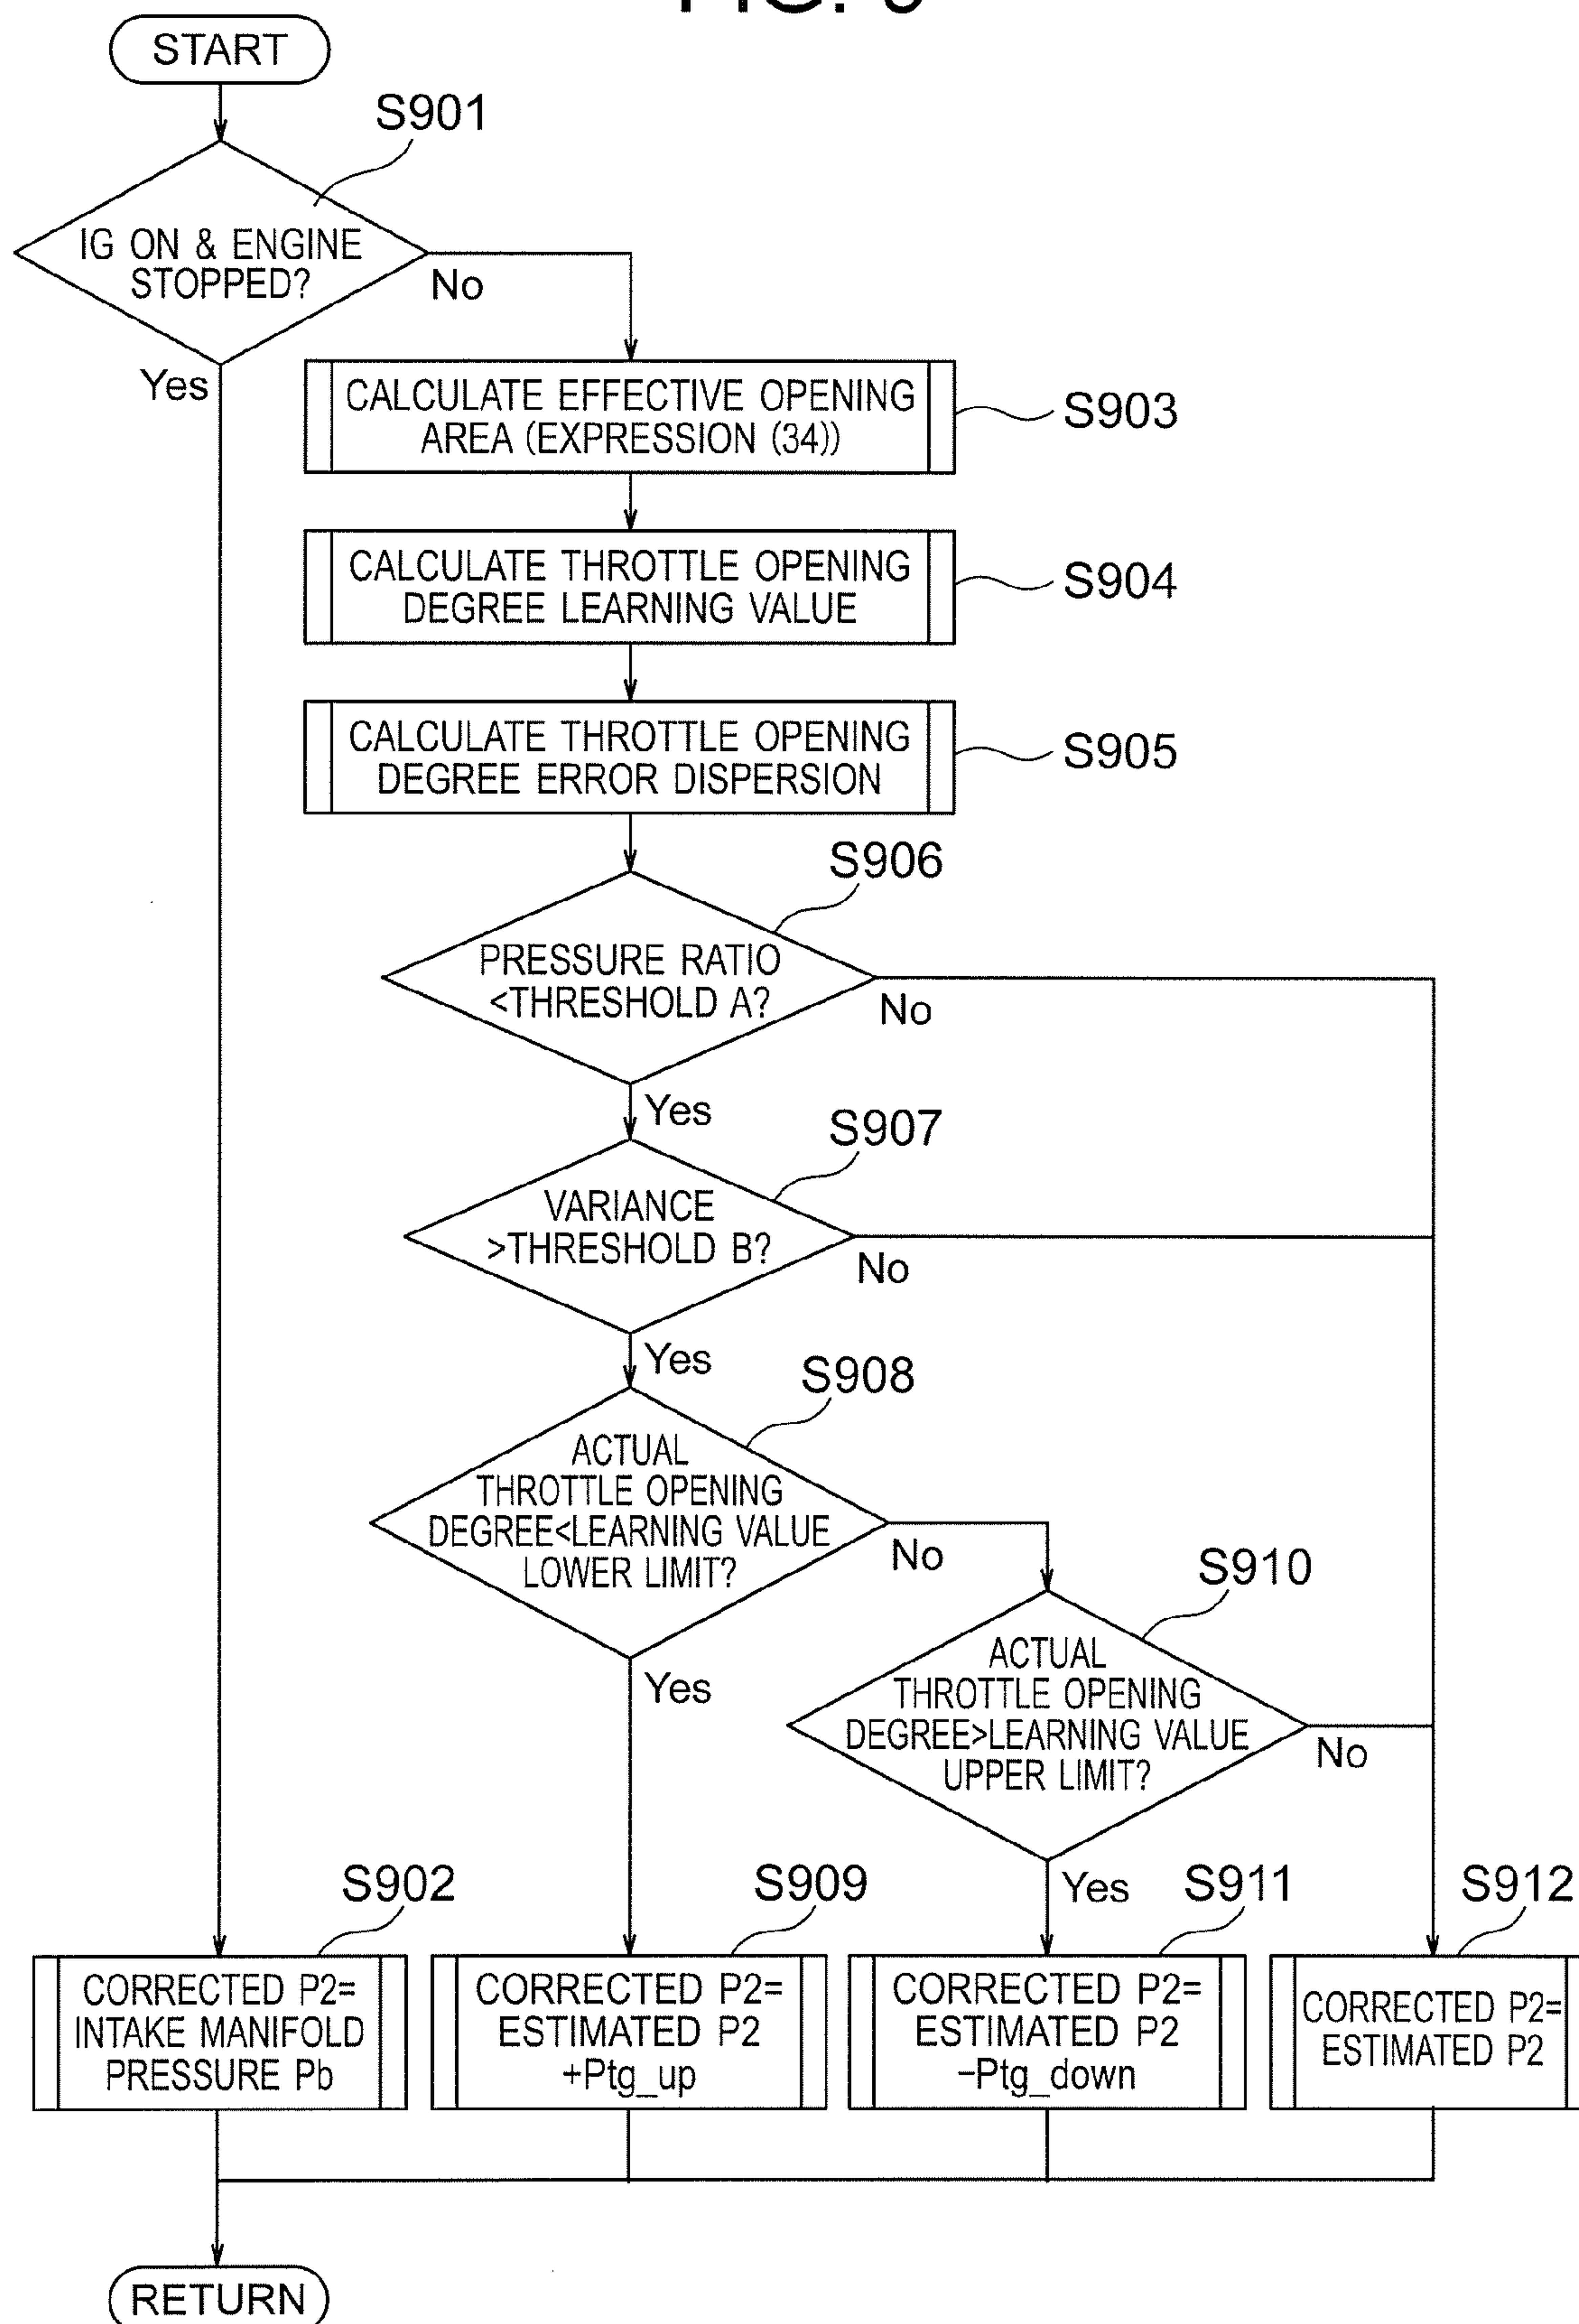 START
S901
IG ON & ENGINE
STOPPED?
No
Yes
CALCULATE EFFECTIVE OPENING
AREA (EXPRESSION (34))
S903
CALCULATE THROTTLE OPENING
DEGREE LEARNING VALUE
S904
CALCULATE THROTTLE OPENING
DEGREE ERROR DISPERSION
S905
S906
PRESSURE RATIO
<THRESHOLD A?
No
Yes
S907
VARIANCE
>THRESHOLD B?
No
Yes
S908
ACTUAL
THROTTLE OPENING
DEGREE<LEARNING VALUE
LOWER LIMIT?
No
Yes
S910
ACTUAL
THROTTLE OPENING
DEGREE>LEARNING VALUE
UPPER LIMIT?
No
Yes
S902
CORRECTED P2=
INTAKE MANIFOLD
PRESSURE Pb
S909
CORRECTED P2=
ESTIMATED P2
+Ptg_up
S911
CORRECTED P2=
ESTIMATED P2
−Ptg_down
S912
CORRECTED P2=
ESTIMATED P2
RETURN